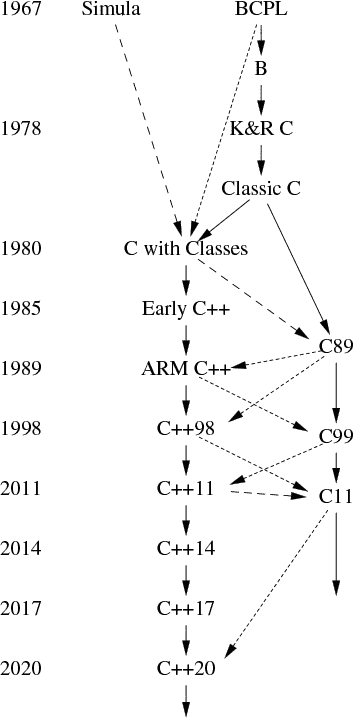 1967 Simula BCPL
B
1978 K&R C
Classic C
1980 C with Classes
1985 Early C++
C89
1989 ARM C++
1998 C++98
C99
2011 C++11
C11
2014 C++14
2017 C++17
2020 C++20